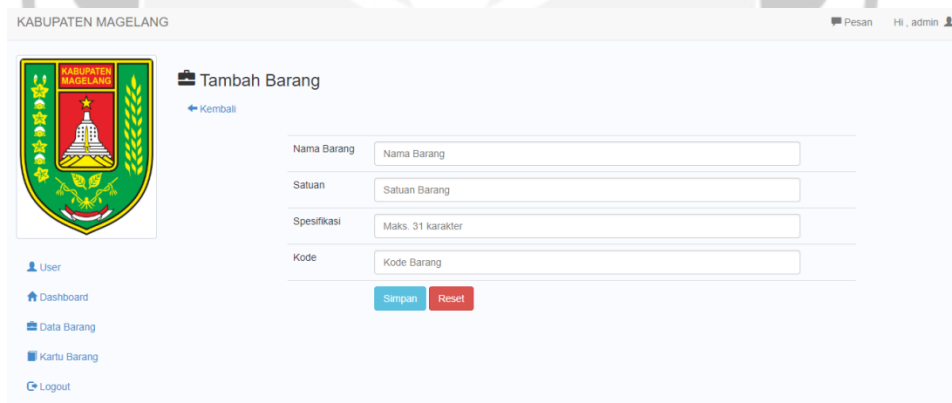 KABUPATEN MAGELANG
Pesan
Hi , admin
KABUPATEN
MAGELANG
Tambah Barang
Kembali
Nama Barang
Nama Barang
Satuan
Satuan Barang
Spesifikasi
Maks. 31 karakter
Kode
Kode Barang
Simpan
Reset
User
Dashboard
Data Barang
Kartu Barang
Logout